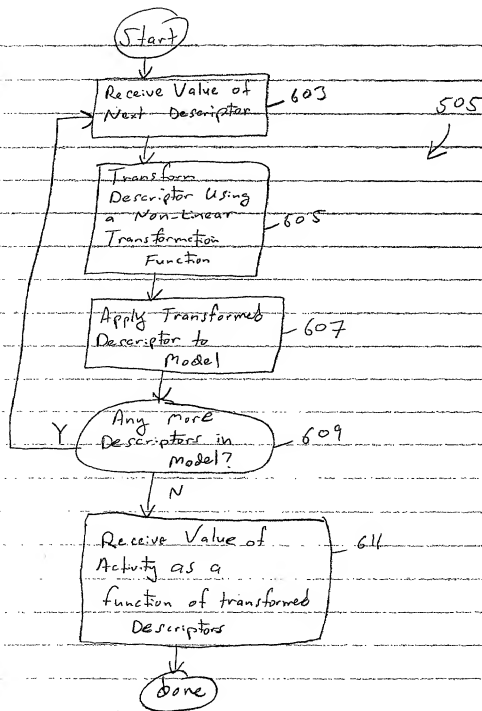 Start
Receive Value of
Next Descriptor
603
505
Transform
Descriptor Using
a Non-Linear
Transformation
Function
605
Apply Transformed
Descriptor to
Model
607
Any more
Descriptors in
Model?
609
Y
N
Receive Value of
Activity as a
function of transformed
Descriptors
611
done